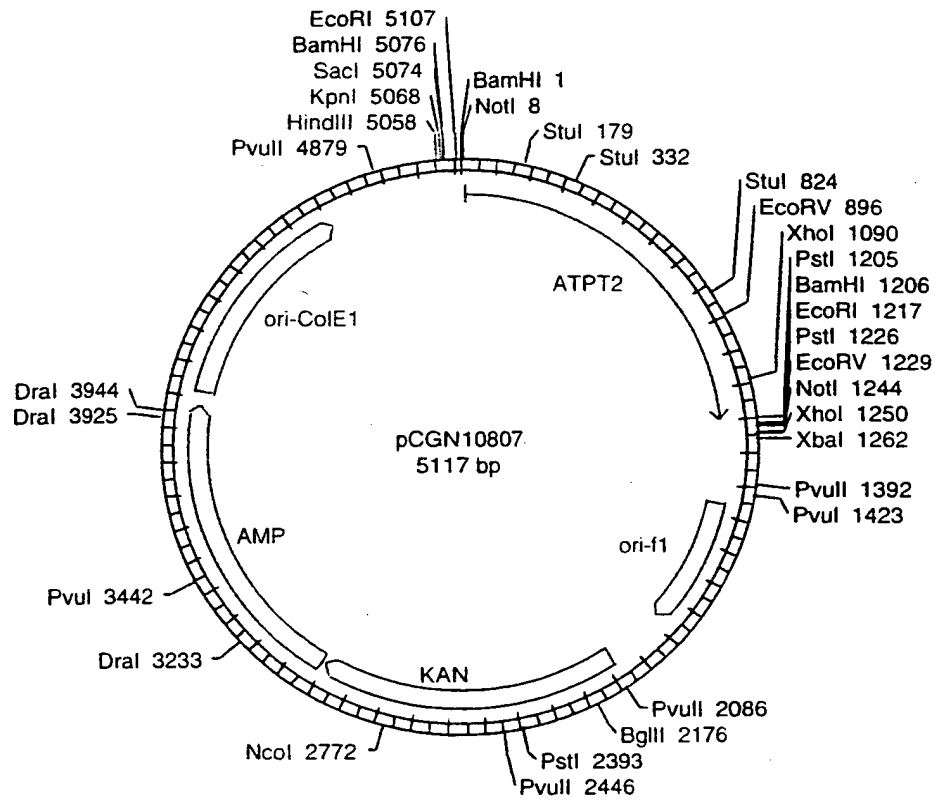 EcoRI 5107
BamHI 5076
SacI 5074
KpnI 5068
HindIII 5058
PvuII 4879
BamHI 1
NotI 8
StuI 179
StuI 332
StuI 824
EcoRV 896
XhoI 1090
PstI 1205
BamHI 1206
EcoRI 1217
PstI 1226
EcoRV 1229
NotI 1244
XhoI 1250
XbaI 1262
PvuII 1392
PvuI 1423
ATPT2
ori-ColE1
DraI 3944
DraI 3925
pCGN10807
5117 bp
AMP
ori-f1
PvuI 3442
DraI 3233
KAN
NcoI 2772
PvuII 2086
BglII 2176
PstI 2393
PvuII 2446